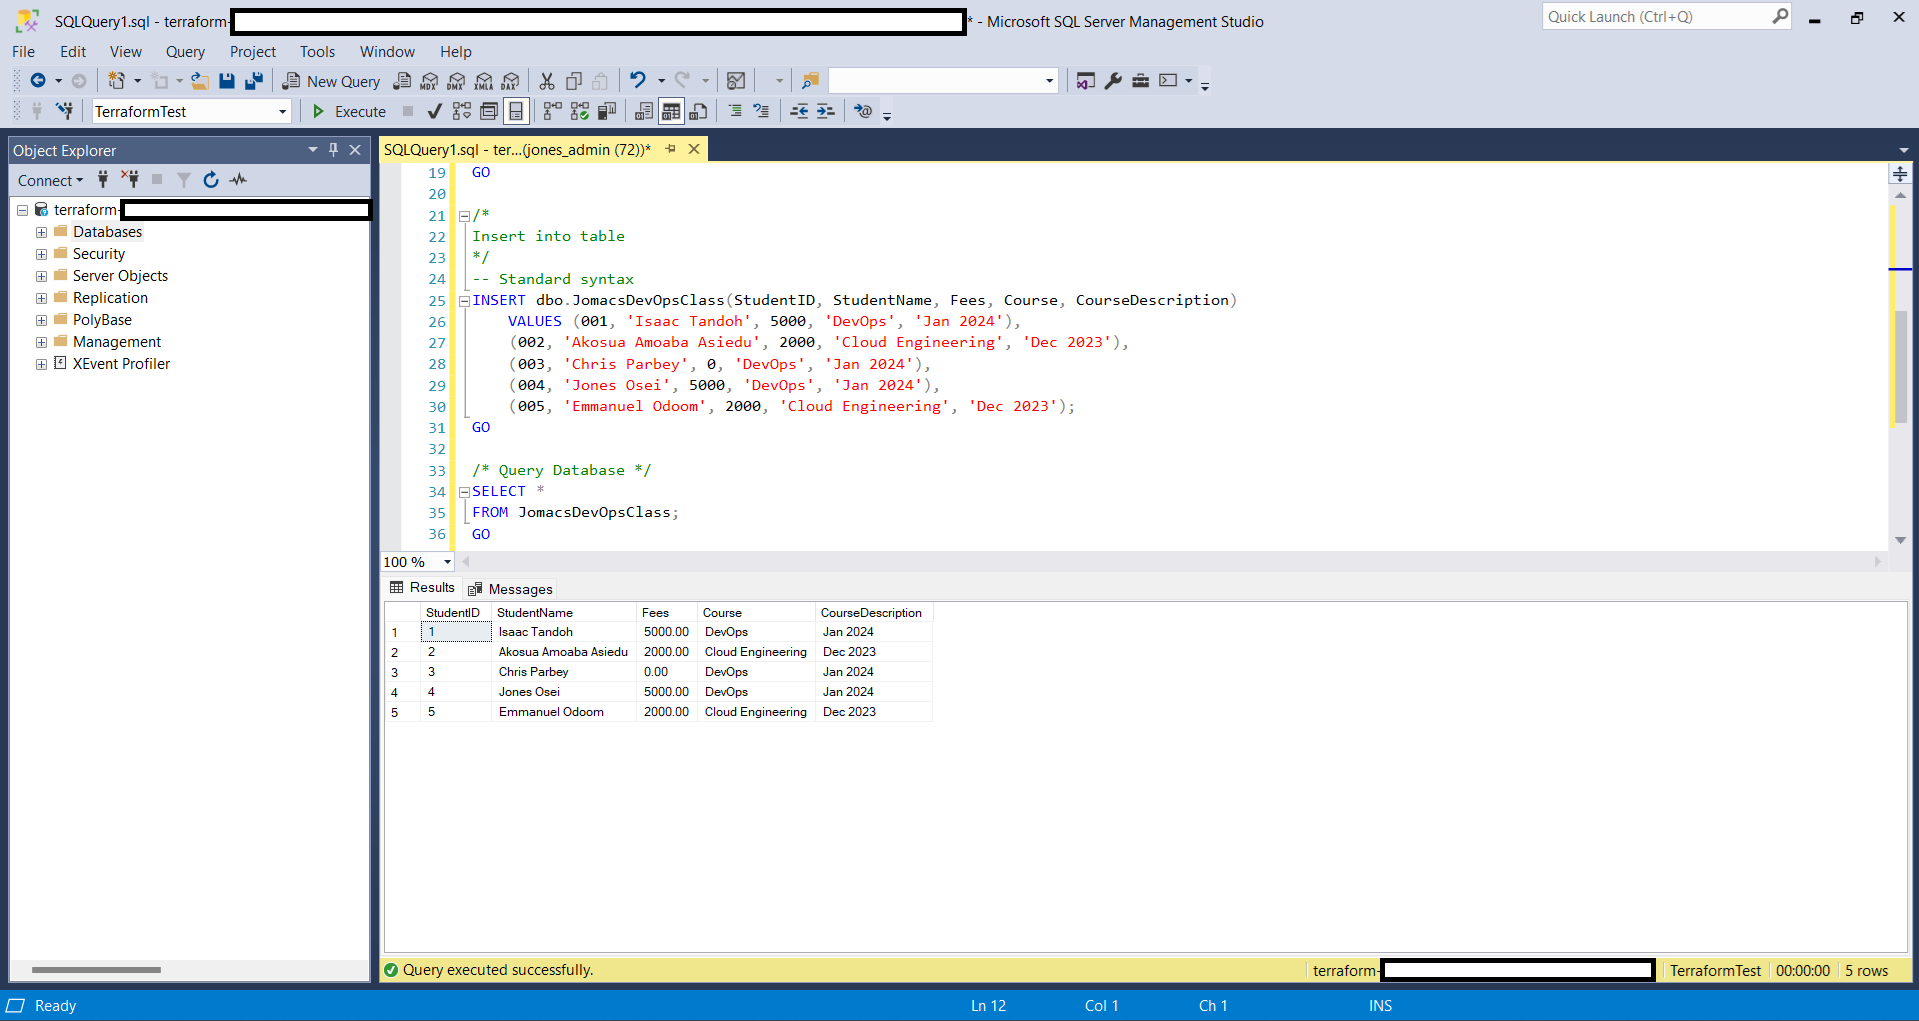 SQLQuery1.sql - terraform-
* - Microsoft SQL Server Management Studio
Quick Launch (Ctrl+Q)
File Edit View Query Project Tools Window Help
New Query MDX DMX XMLA DAX
TerraformTest Execute
Object Explorer
Connect
terraform-
Databases
Security
Server Objects
Replication
PolyBase
Management
XEvent Profiler
SQLQuery1.sql - ter...(jones_admin (72))*
19 GO
20
21 /*
22 Insert into table
23 */
24 -- Standard syntax
25 INSERT dbo.JomacsDevOpsClass(StudentID, StudentName, Fees, Course, CourseDescription)
26 VALUES (001, 'Isaac Tandoh', 5000, 'DevOps', 'Jan 2024'),
27 (002, 'Akosua Amoaba Asiedu', 2000, 'Cloud Engineering', 'Dec 2023'),
28 (003, 'Chris Parbey', 0, 'DevOps', 'Jan 2024'),
29 (004, 'Jones Osei', 5000, 'DevOps', 'Jan 2024'),
30 (005, 'Emmanuel Odoom', 2000, 'Cloud Engineering', 'Dec 2023');
31 GO
32
33 /* Query Database */
34 SELECT *
35 FROM JomacsDevOpsClass;
36 GO
100 %
Results Messages
StudentID StudentName Fees Course CourseDescription
1 1 Isaac Tandoh 5000.00 DevOps Jan 2024
2 2 Akosua Amoaba Asiedu 2000.00 Cloud Engineering Dec 2023
3 3 Chris Parbey 0.00 DevOps Jan 2024
4 4 Jones Osei 5000.00 DevOps Jan 2024
5 5 Emmanuel Odoom 2000.00 Cloud Engineering Dec 2023
Query executed successfully. terraform- TerraformTest 00:00:00 5 rows
Ready Ln 12 Col 1 Ch 1 INS